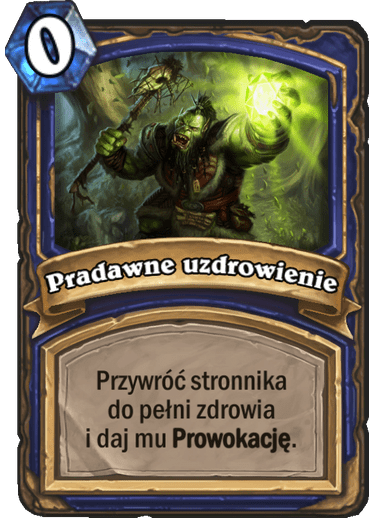 0
Pradawne uzdrowienie
Przywróć stronnika
do pełni zdrowia
i daj mu Prowokację.